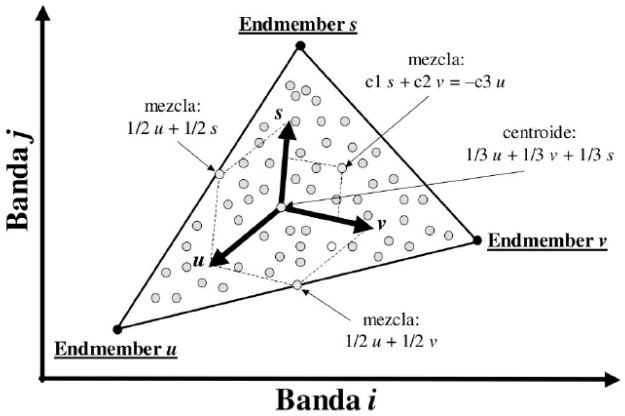 Endmember s
mezcla:
c1 s + c2 v = –c3 u
mezcla:
1/2 u + 1/2 s
s
centroide:
1/3 u + 1/3 v + 1/3 s
Banda j
v
Endmember v
u
mezcla:
1/2 u + 1/2 v
Endmember u
Banda i